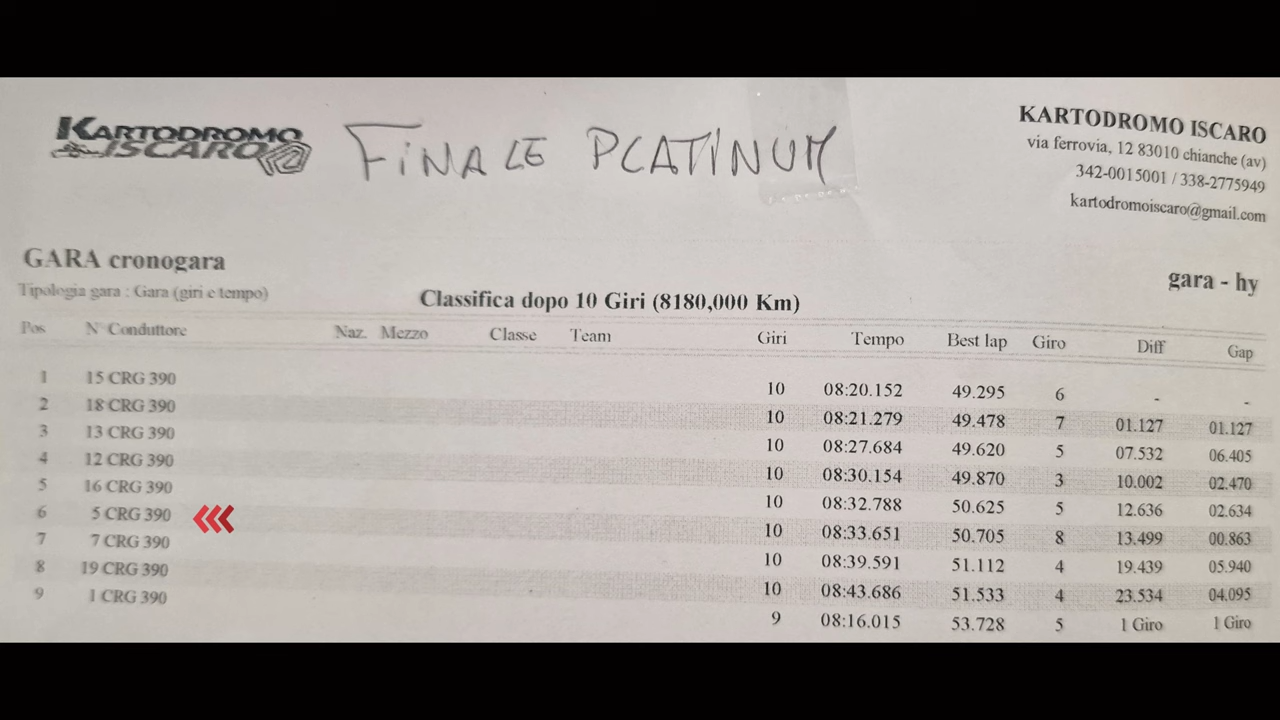 KARTODROMO
ISCARO
FINALE PLATINUM
KARTODROMO ISCARO
via ferrovia, 12 83010 chianche (av)
342-0015001 / 338-2775949
kartodromoiscaro@gmail.com
GARA cronogara
gara - hy
Tipologia gara : Gara (giri e tempo)
Classifica dopo 10 Giri (8180,000 Km)
Pos N° Conduttore Naz. Mezzo Classe Team Giri Tempo Best lap Giro Diff Gap
1 15 CRG 390 10 08:20.152 49.295 6 - -
2 18 CRG 390 10 08:21.279 49.478 7 01.127 01.127
3 13 CRG 390 10 08:27.684 49.620 5 07.532 06.405
4 12 CRG 390 10 08:30.154 49.870 3 10.002 02.470
5 16 CRG 390 10 08:32.788 50.625 5 12.636 02.634
6 5 CRG 390 10 08:33.651 50.705 8 13.499 00.863
7 7 CRG 390 10 08:39.591 51.112 4 19.439 05.940
8 19 CRG 390 10 08:43.686 51.533 4 23.534 04.095
9 1 CRG 390 9 08:16.015 53.728 5 1 Giro 1 Giro